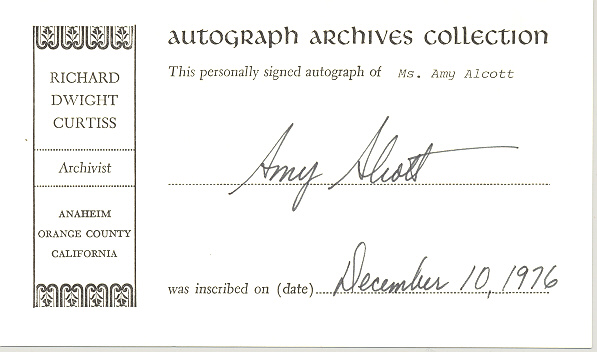 RICHARD
DWIGHT
CURTISS
Archivist
ANAHEIM
ORANGE COUNTY
CALIFORNIA
AUTOGRAPH ARCHIVES COLLECTION
This personally signed autograph of Ms. Amy Alcott
Amy Alcott
was inscribed on (date) December 10, 1976